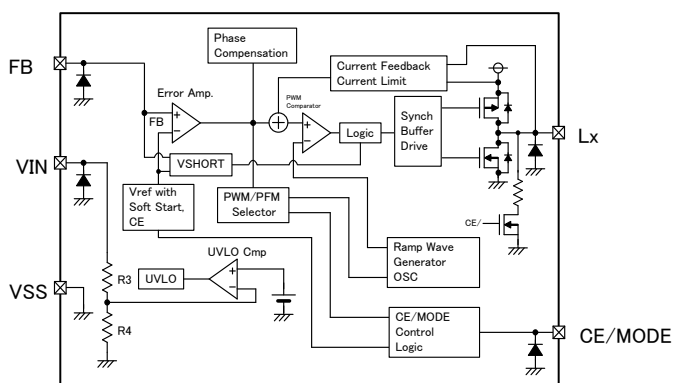 Phase
Compensation
FB
Current Feedback
Current Limit
Error Amp.
PWM
Comparator
FB
+
−
+
−
Logic
Synch
Buffer
Drive
Lx
VIN
VSHORT
Vref with
Soft Start,
CE
PWM/PFM
Selector
CE/
UVLO Cmp
Ramp Wave
Generator
OSC
R3
UVLO
+
−
VSS
R4
CE/MODE
Control
Logic
CE/MODE